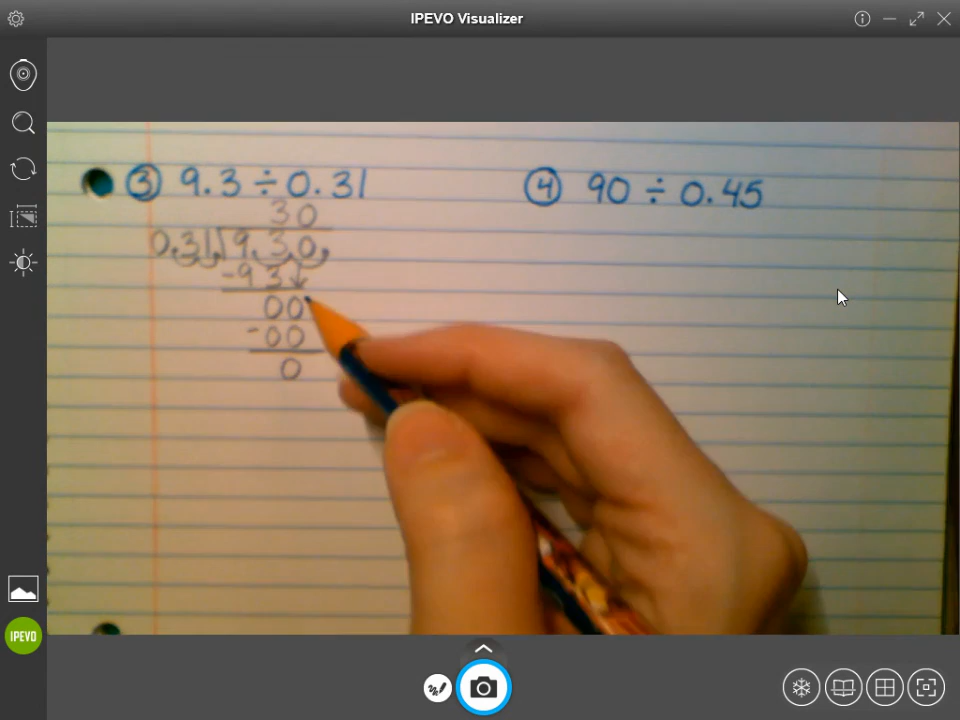 IPEVO Visualizer
③ 9.3 ÷ 0.31
30
0.31 9.30.
-93
00
-00
0
④ 90 ÷ 0.45
IPEVO